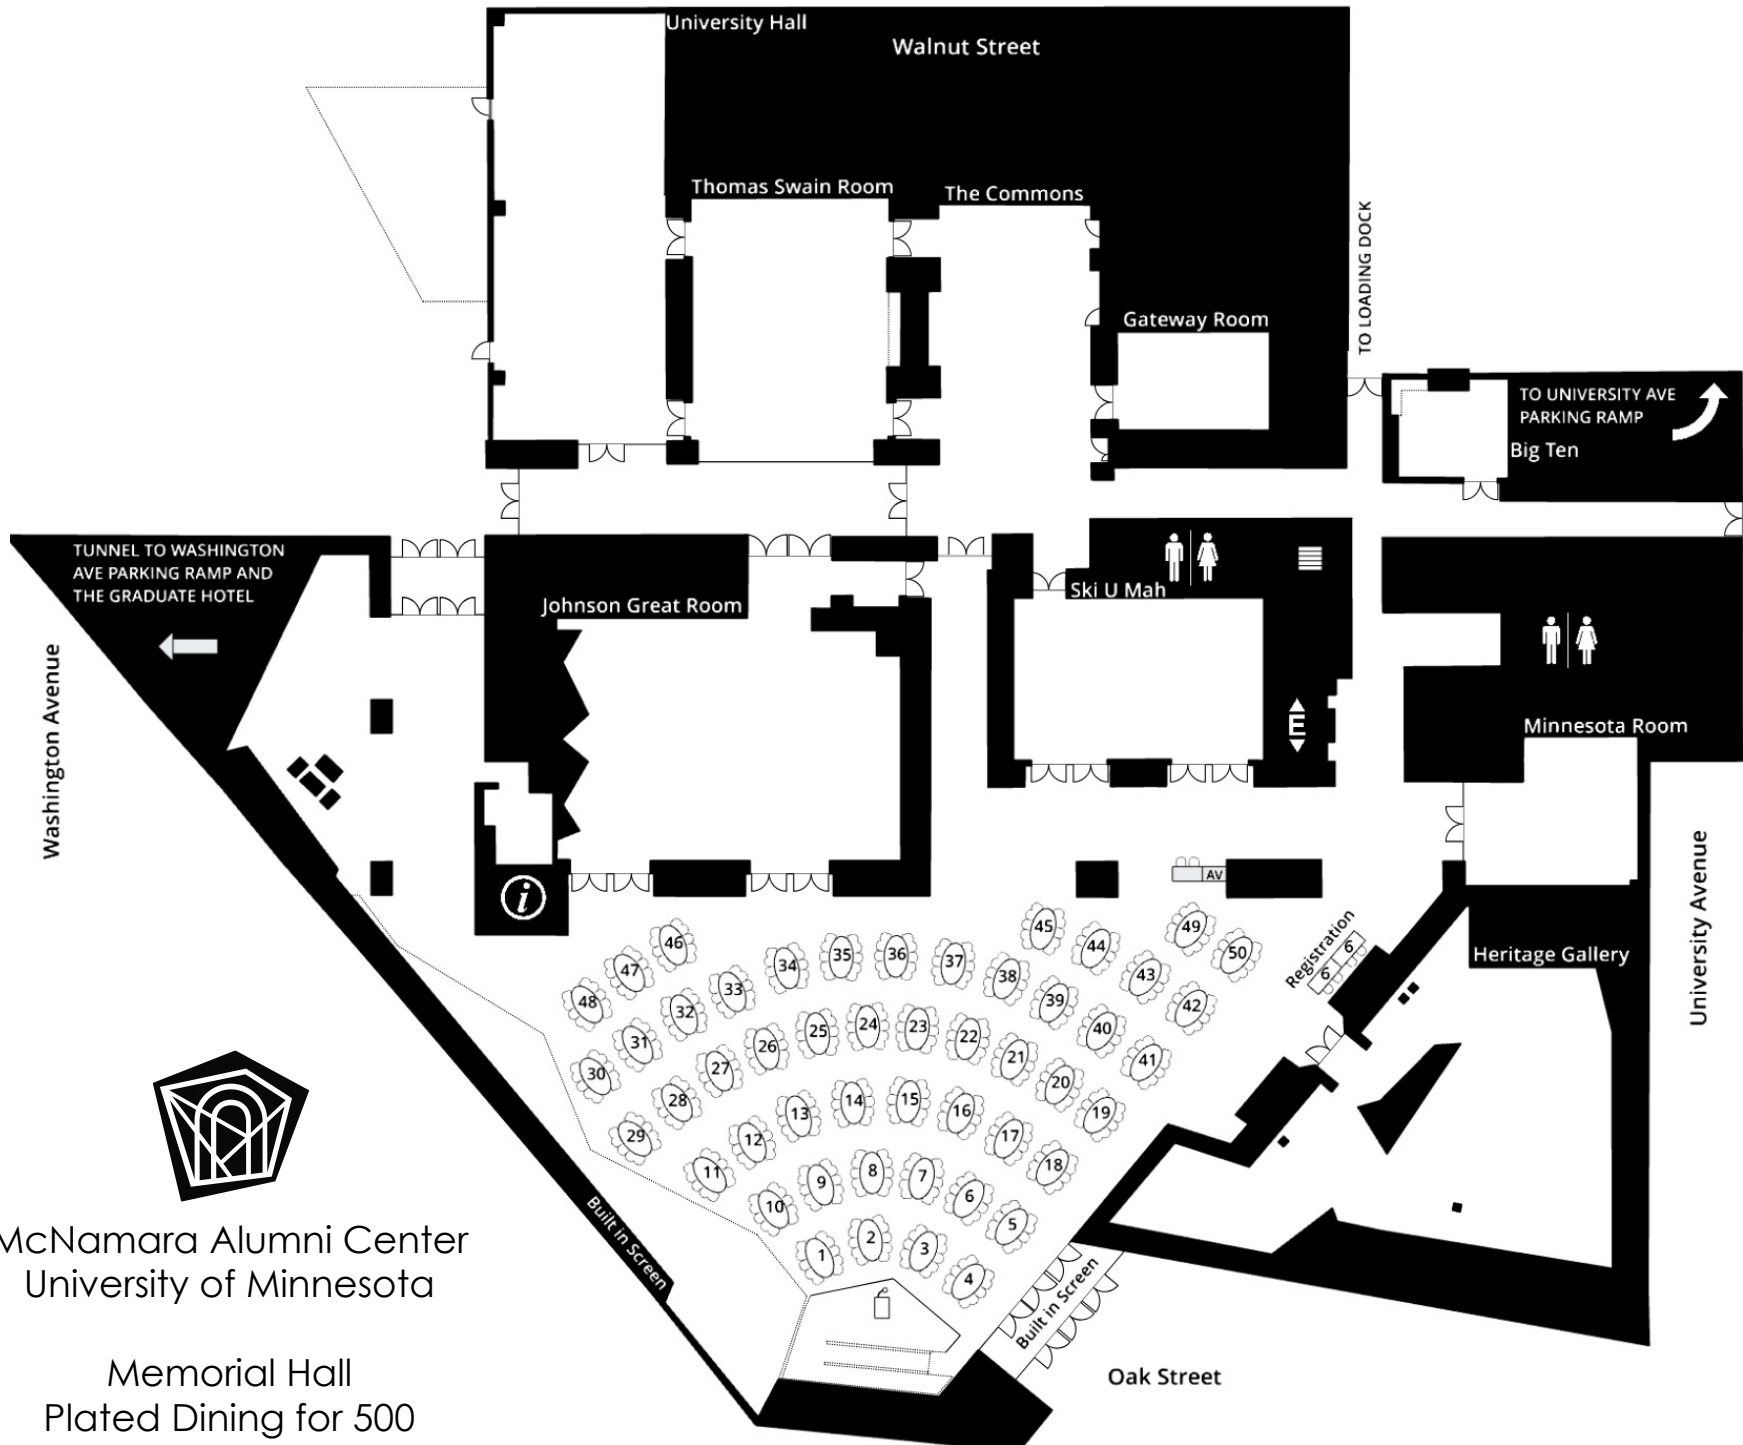 University Hall
Walnut Street
Thomas Swain Room
The Commons
TO LOADING DOCK
Gateway Room
TO UNIVERSITY AVE
PARKING RAMP
Big Ten
TUNNEL TO WASHINGTON
AVE PARKING RAMP AND
THE GRADUATE HOTEL
Johnson Great Room
Ski U Mah
E
Washington Avenue
Minnesota Room
University Avenue
i
AV
Registration
6
6
Heritage Gallery
46
47
48
45
44
49
50
34
35
36
37
38
33
32
31
30
39
43
42
40
41
29
28
27
26
25
24
23
22
21
20
19
11
12
13
14
15
16
17
18
10
9
8
7
6
5
1
2
3
4
Built in Screen
Built in Screen
Oak Street
McNamara Alumni Center
University of Minnesota
Memorial Hall
Plated Dining for 500